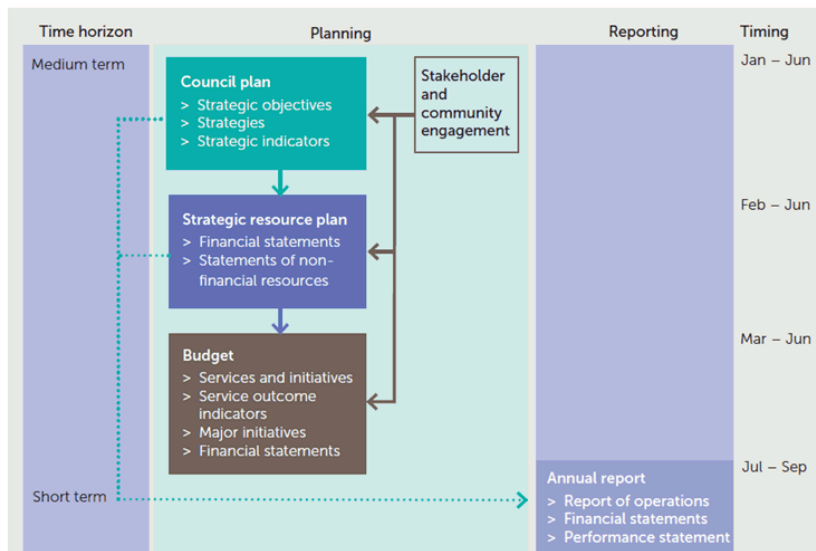 Time horizon
Planning
Reporting
Timing
Medium term
Jan – Jun
Council plan
> Strategic objectives
> Strategies
> Strategic indicators
Stakeholder
and
community
engagement
Feb – Jun
Strategic resource plan
> Financial statements
> Statements of non-
financial resources
Mar – Jun
Budget
> Services and initiatives
> Service outcome
indicators
> Major initiatives
> Financial statements
Jul – Sep
Short term
Annual report
> Report of operations
> Financial statements
> Performance statement